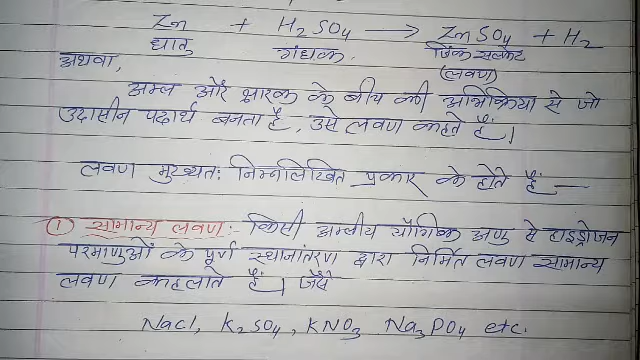 Zn + H2SO4 → ZnSO4 + H2
धातु गंधक. जिंक सल्फेट
अथवा, (लवण)
अम्ल और क्षारक के बीच की अभिक्रिया से जो
उदासीन पदार्थ बनता है, उसे लवण कहते हैं।
लवण मुख्यत: निम्नलिखित प्रकार के होते हैं —
① सामान्य लवण:- किसी अम्लीय यौगिक अणु से हाइड्रोजन
परमाणुओं के पूर्ण स्थानांतरण द्वारा निर्मित लवण सामान्य
लवण कहलाते हैं। जैसे
NaCl, K2SO4, KNO3 Na3PO4 etc.